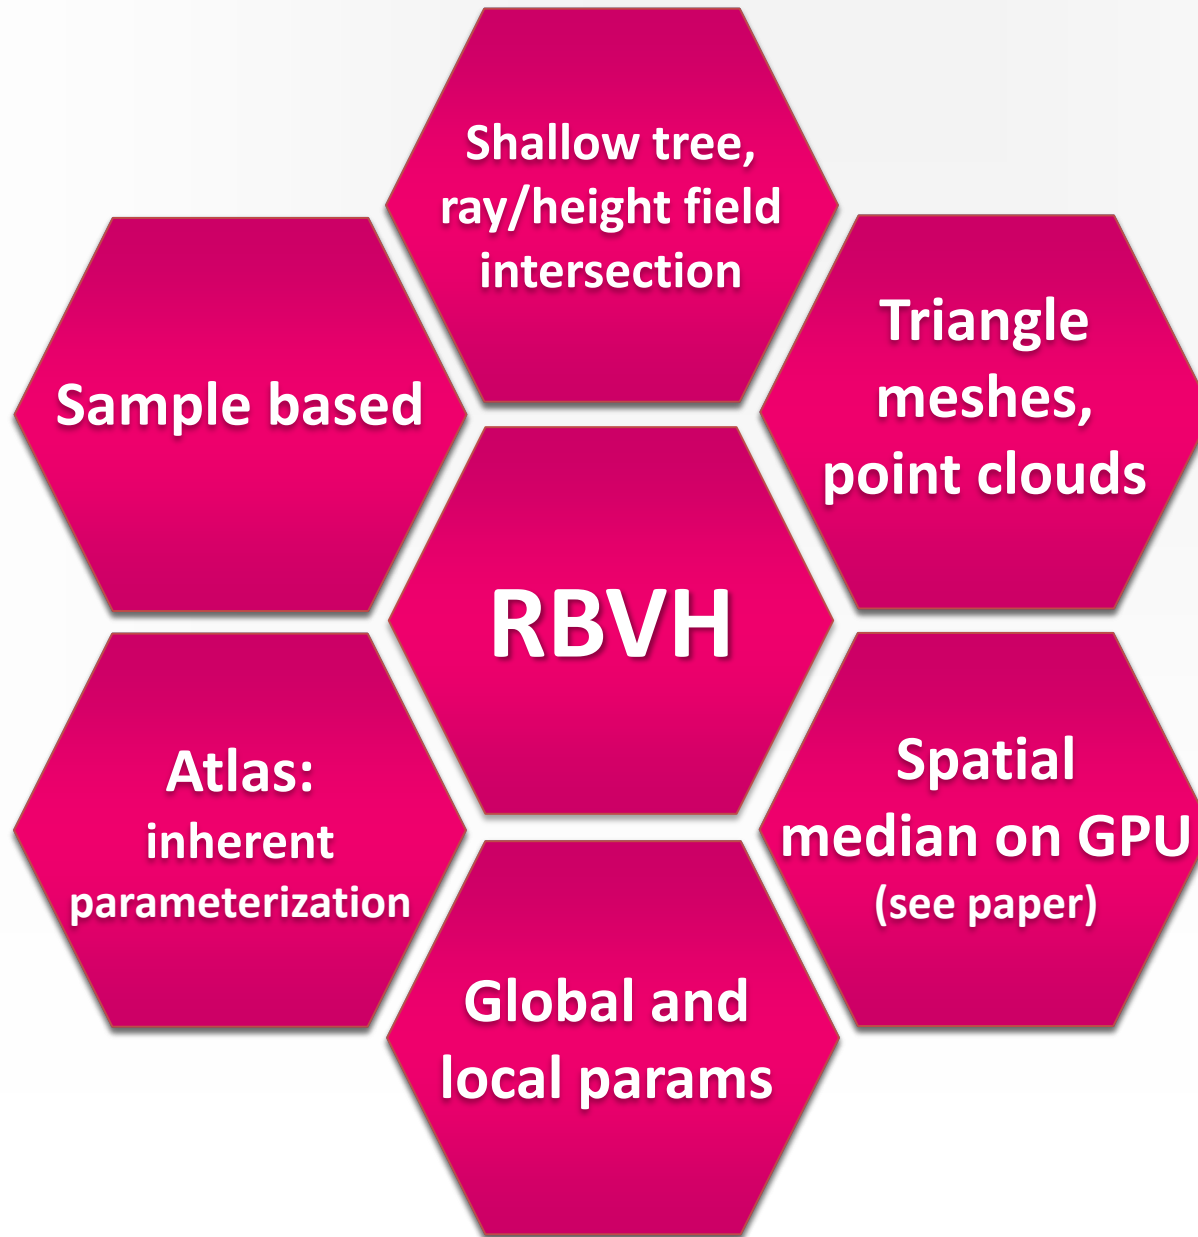 Shallow tree,
ray/height field
intersection
Sample based
Triangle
meshes,
point clouds
RBVH
Atlas:
inherent
parameterization
Spatial
median on GPU
(see paper)
Global and
local params